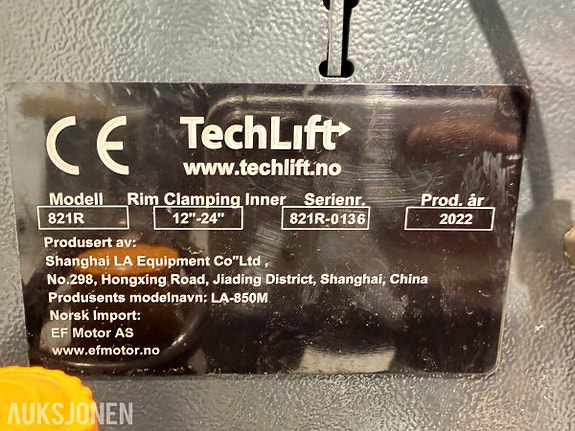 CE TechLift
www.techlift.no
Modell Rim Clamping Inner Serienr. Prod. år
821R 12"-24" 821R-0136 2022
Produsert av:
Shanghai LA Equipment Co"Ltd ,
No.298, Hongxing Road, Jiading District, Shanghai, China
Produsents modelnavn: LA-850M
Norsk Import:
EF Motor AS
www.efmotor.no
AUKSJONEN